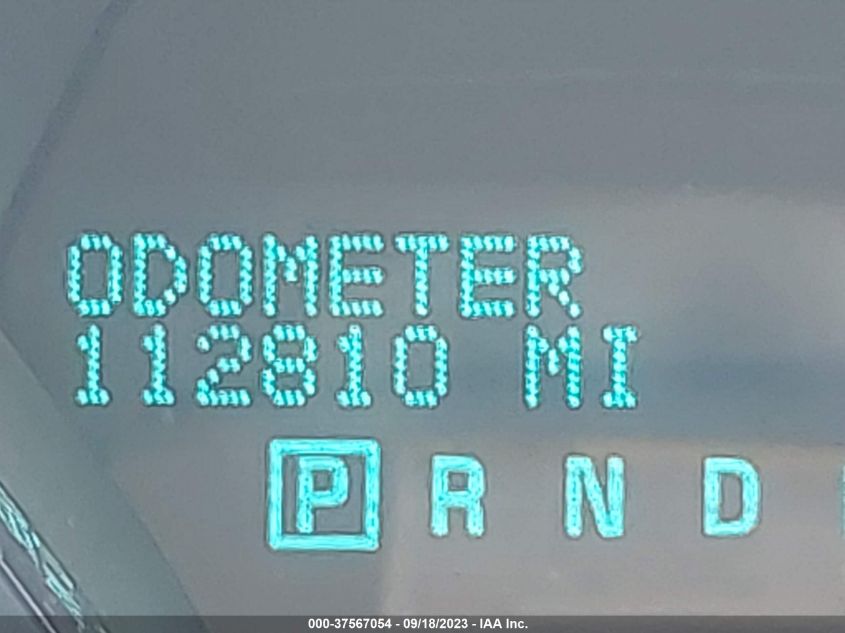 ODOMETER
112810 MI
P R N D
000-37567054 - 09/18/2023 - IAA Inc.